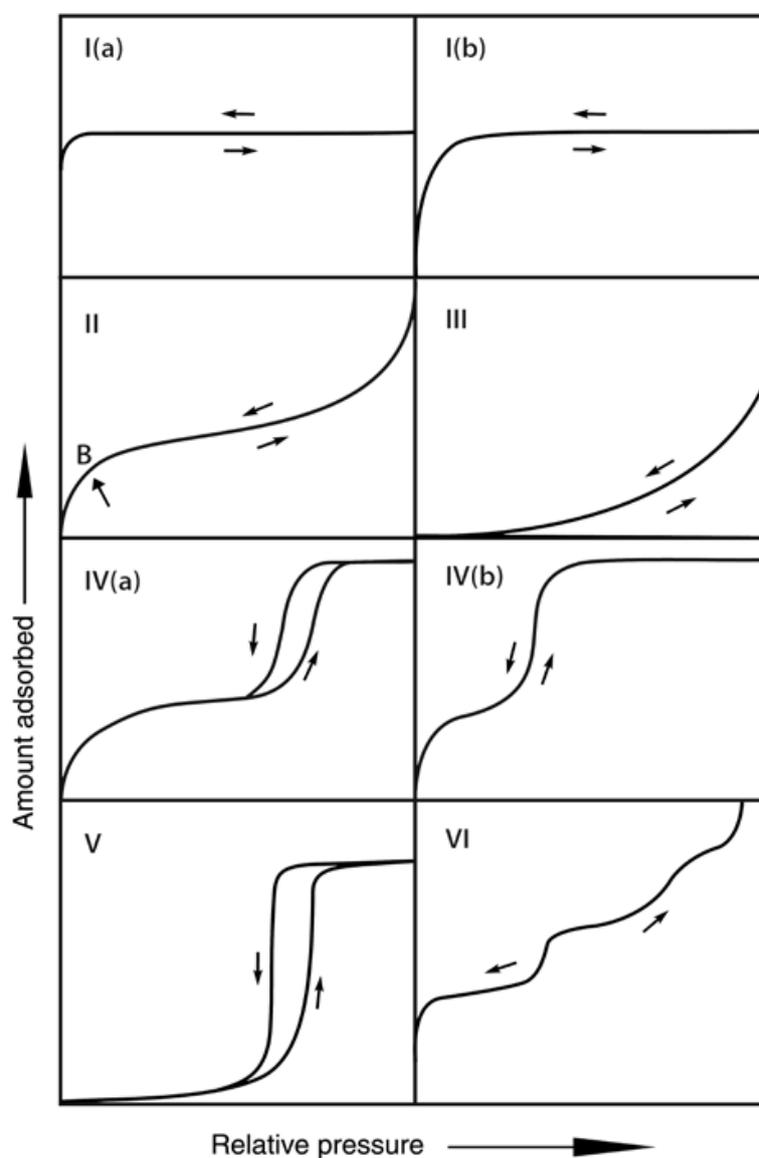 I(a)
I(b)
II
III
B
IV(a)
IV(b)
V
VI
Amount adsorbed
Relative pressure